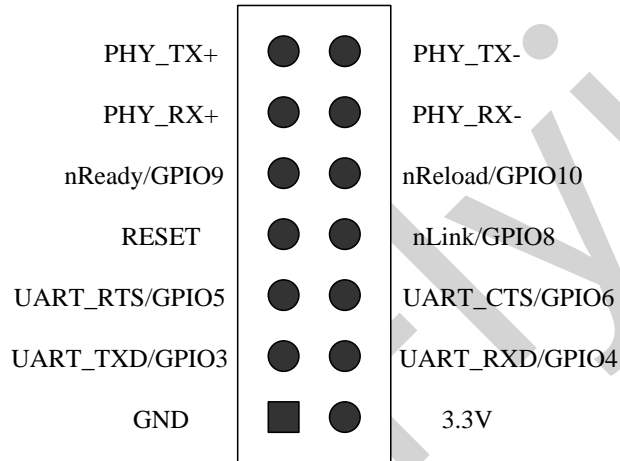 PHY_TX+ PHY_TX-
PHY_RX+ PHY_RX-
nReady/GPIO9 nReload/GPIO10
RESET nLink/GPIO8
UART_RTS/GPIO5 UART_CTS/GPIO6
UART_TXD/GPIO3 UART_RXD/GPIO4
GND 3.3V